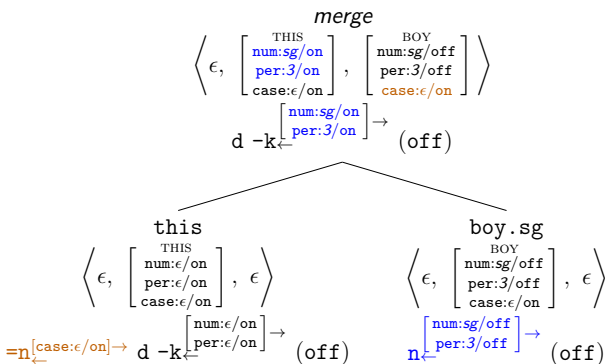 merge
THIS BOY
⟨ ϵ, [ num:sg/on , [ num:sg/off ⟩
per:3/on per:3/off
case:ϵ/on ] case:ϵ/on ]
[ num:sg/on
per:3/on ]
d -k← → (off)
this boy.sg
THIS BOY
⟨ ϵ, [ num:ϵ/on , ϵ ⟩ ⟨ ϵ, [ num:sg/off , ϵ ⟩
per:ϵ/on per:3/off
case:ϵ/on ] case:ϵ/on ]
[ num:ϵ/on [ num:sg/off
per:ϵ/on ] per:3/off ]
=n←[case:ϵ/on]→ d -k← → (off) n← → (off)